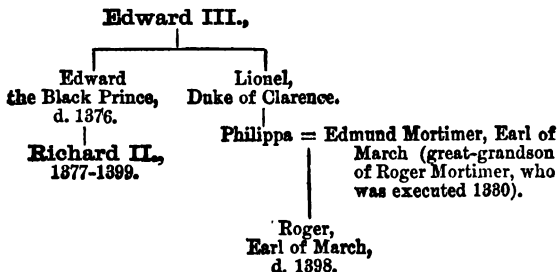 Edward III.,
Edward
the Black Prince,
d. 1376.
Richard II.,
1377-1399.
Lionel,
Duke of Clarence.
Philippa = Edmund Mortimer, Earl of
March (great-grandson
of Roger Mortimer, who
was executed 1330).
Roger,
Earl of March,
d. 1398.